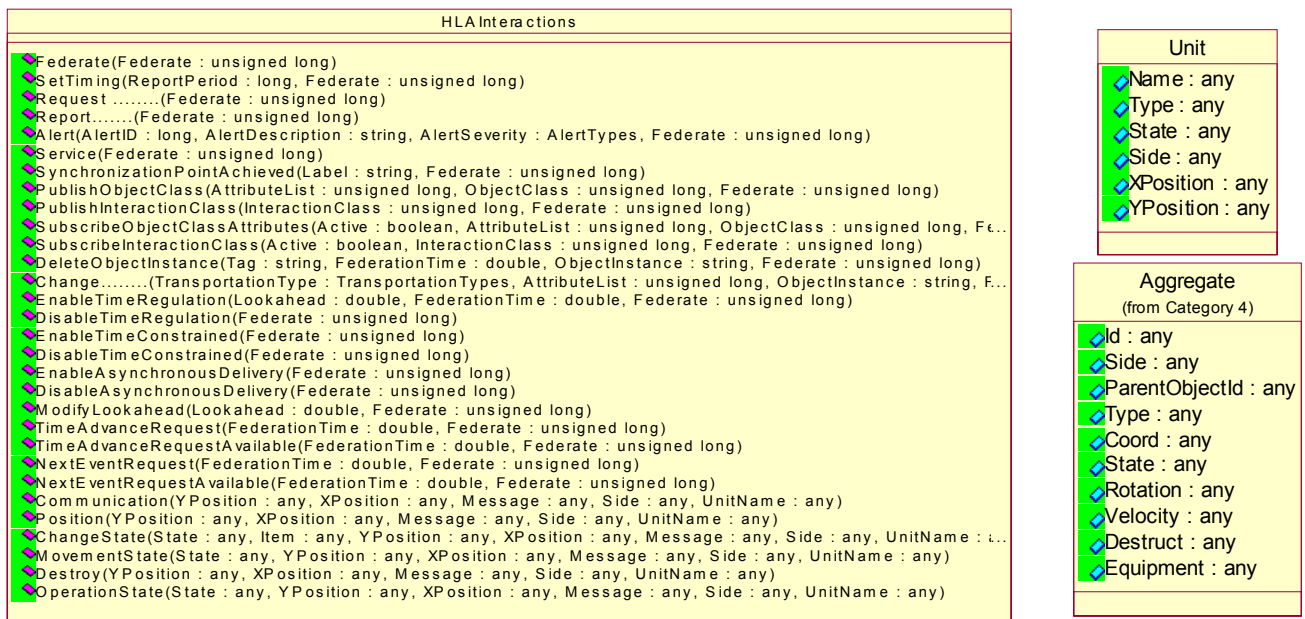 HLAInteractions
Federate(Federate : unsigned long)
SetTiming(ReportPeriod : long, Federate : unsigned long)
Request ........(Federate : unsigned long)
Report.......(Federate : unsigned long)
Alert(AlertID : long, AlertDescription : string, AlertSeverity : AlertTypes, Federate : unsigned long)
Service(Federate : unsigned long)
SynchronizationPointAchieved(Label : string, Federate : unsigned long)
PublishObjectClass(AttributeList : unsigned long, ObjectClass : unsigned long, Federate : unsigned long)
PublishInteractionClass(InteractionClass : unsigned long, Federate : unsigned long)
SubscribeObjectClassAttributes(Active : boolean, AttributeList : unsigned long, ObjectClass : unsigned long, Fe...
SubscribeInteractionClass(Active : boolean, InteractionClass : unsigned long, Federate : unsigned long)
DeleteObjectInstance(Tag : string, FederationTime : double, ObjectInstance : string, Federate : unsigned long)
Change........(TransportationType : TransportationTypes, AttributeList : unsigned long, ObjectInstance : string, F...
EnableTimeRegulation(Lookahead : double, FederationTime : double, Federate : unsigned long)
DisableTimeRegulation(Federate : unsigned long)
EnableTimeConstrained(Federate : unsigned long)
DisableTimeConstrained(Federate : unsigned long)
EnableAsynchronousDelivery(Federate : unsigned long)
DisableAsynchronousDelivery(Federate : unsigned long)
ModifyLookahead(Lookahead : double, Federate : unsigned long)
TimeAdvanceRequest(FederationTime : double, Federate : unsigned long)
TimeAdvanceRequestAvailable(FederationTime : double, Federate : unsigned long)
NextEventRequest(FederationTime : double, Federate : unsigned long)
NextEventRequestAvailable(FederationTime : double, Federate : unsigned long)
Communication(YPosition : any, XPosition : any, Message : any, Side : any, UnitName : any)
Position(YPosition : any, XPosition : any, Message : any, Side : any, UnitName : any)
ChangeState(State : any, Item : any, YPosition : any, XPosition : any, Message : any, Side : any, UnitName : a...
MovementState(State : any, YPosition : any, XPosition : any, Message : any, Side : any, UnitName : any)
Destroy(YPosition : any, XPosition : any, Message : any, Side : any, UnitName : any)
OperationState(State : any, YPosition : any, XPosition : any, Message : any, Side : any, UnitName : any)
Unit
Name : any
Type : any
State : any
Side : any
XPosition : any
YPosition : any
Aggregate
(from Category 4)
Id : any
Side : any
ParentObjectId : any
Type : any
Coord : any
State : any
Rotation : any
Velocity : any
Destruct : any
Equipment : any